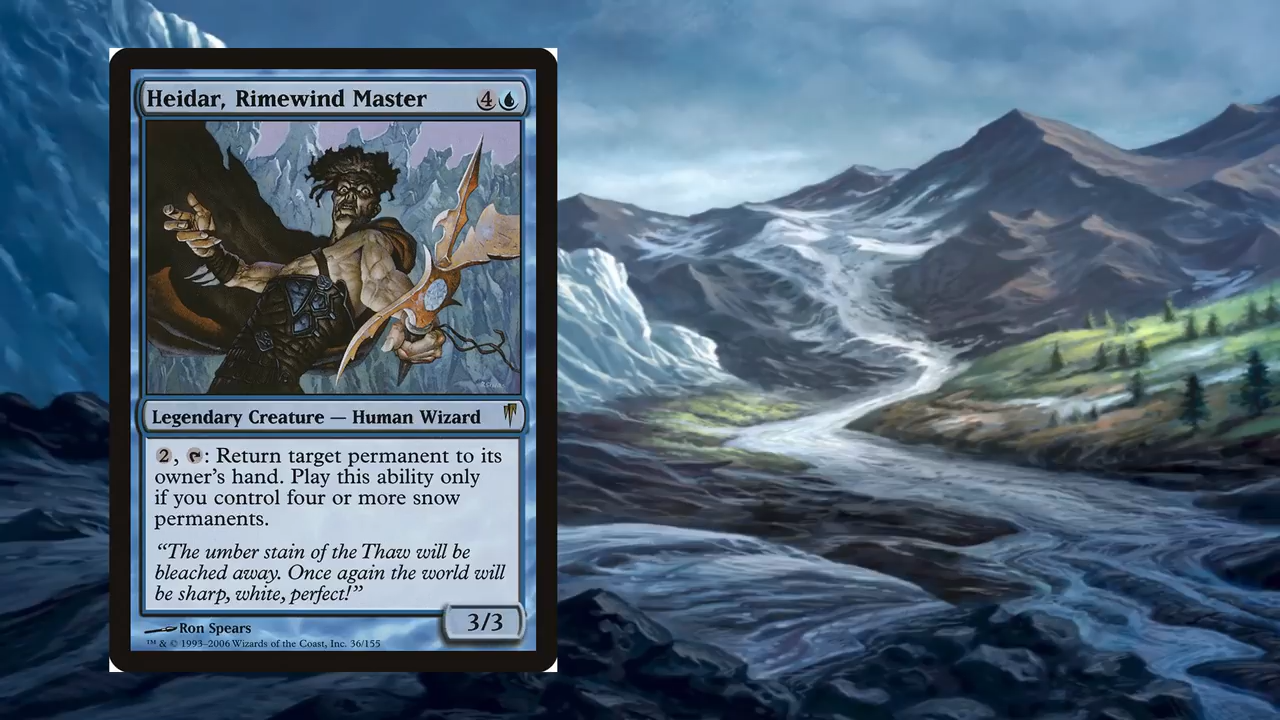 Heidar, Rimewind Master 4
2, : Return target permanent to its
owner's hand. Play this ability only
if you control four or more snow
permanents.
Legendary Creature — Human Wizard
"The umber stain of the Thaw will be
bleached away. Once again the world will
be sharp, white, perfect!"
3/3
Ron Spears
™ & © 1993–2006 Wizards of the Coast, Inc. 36/155